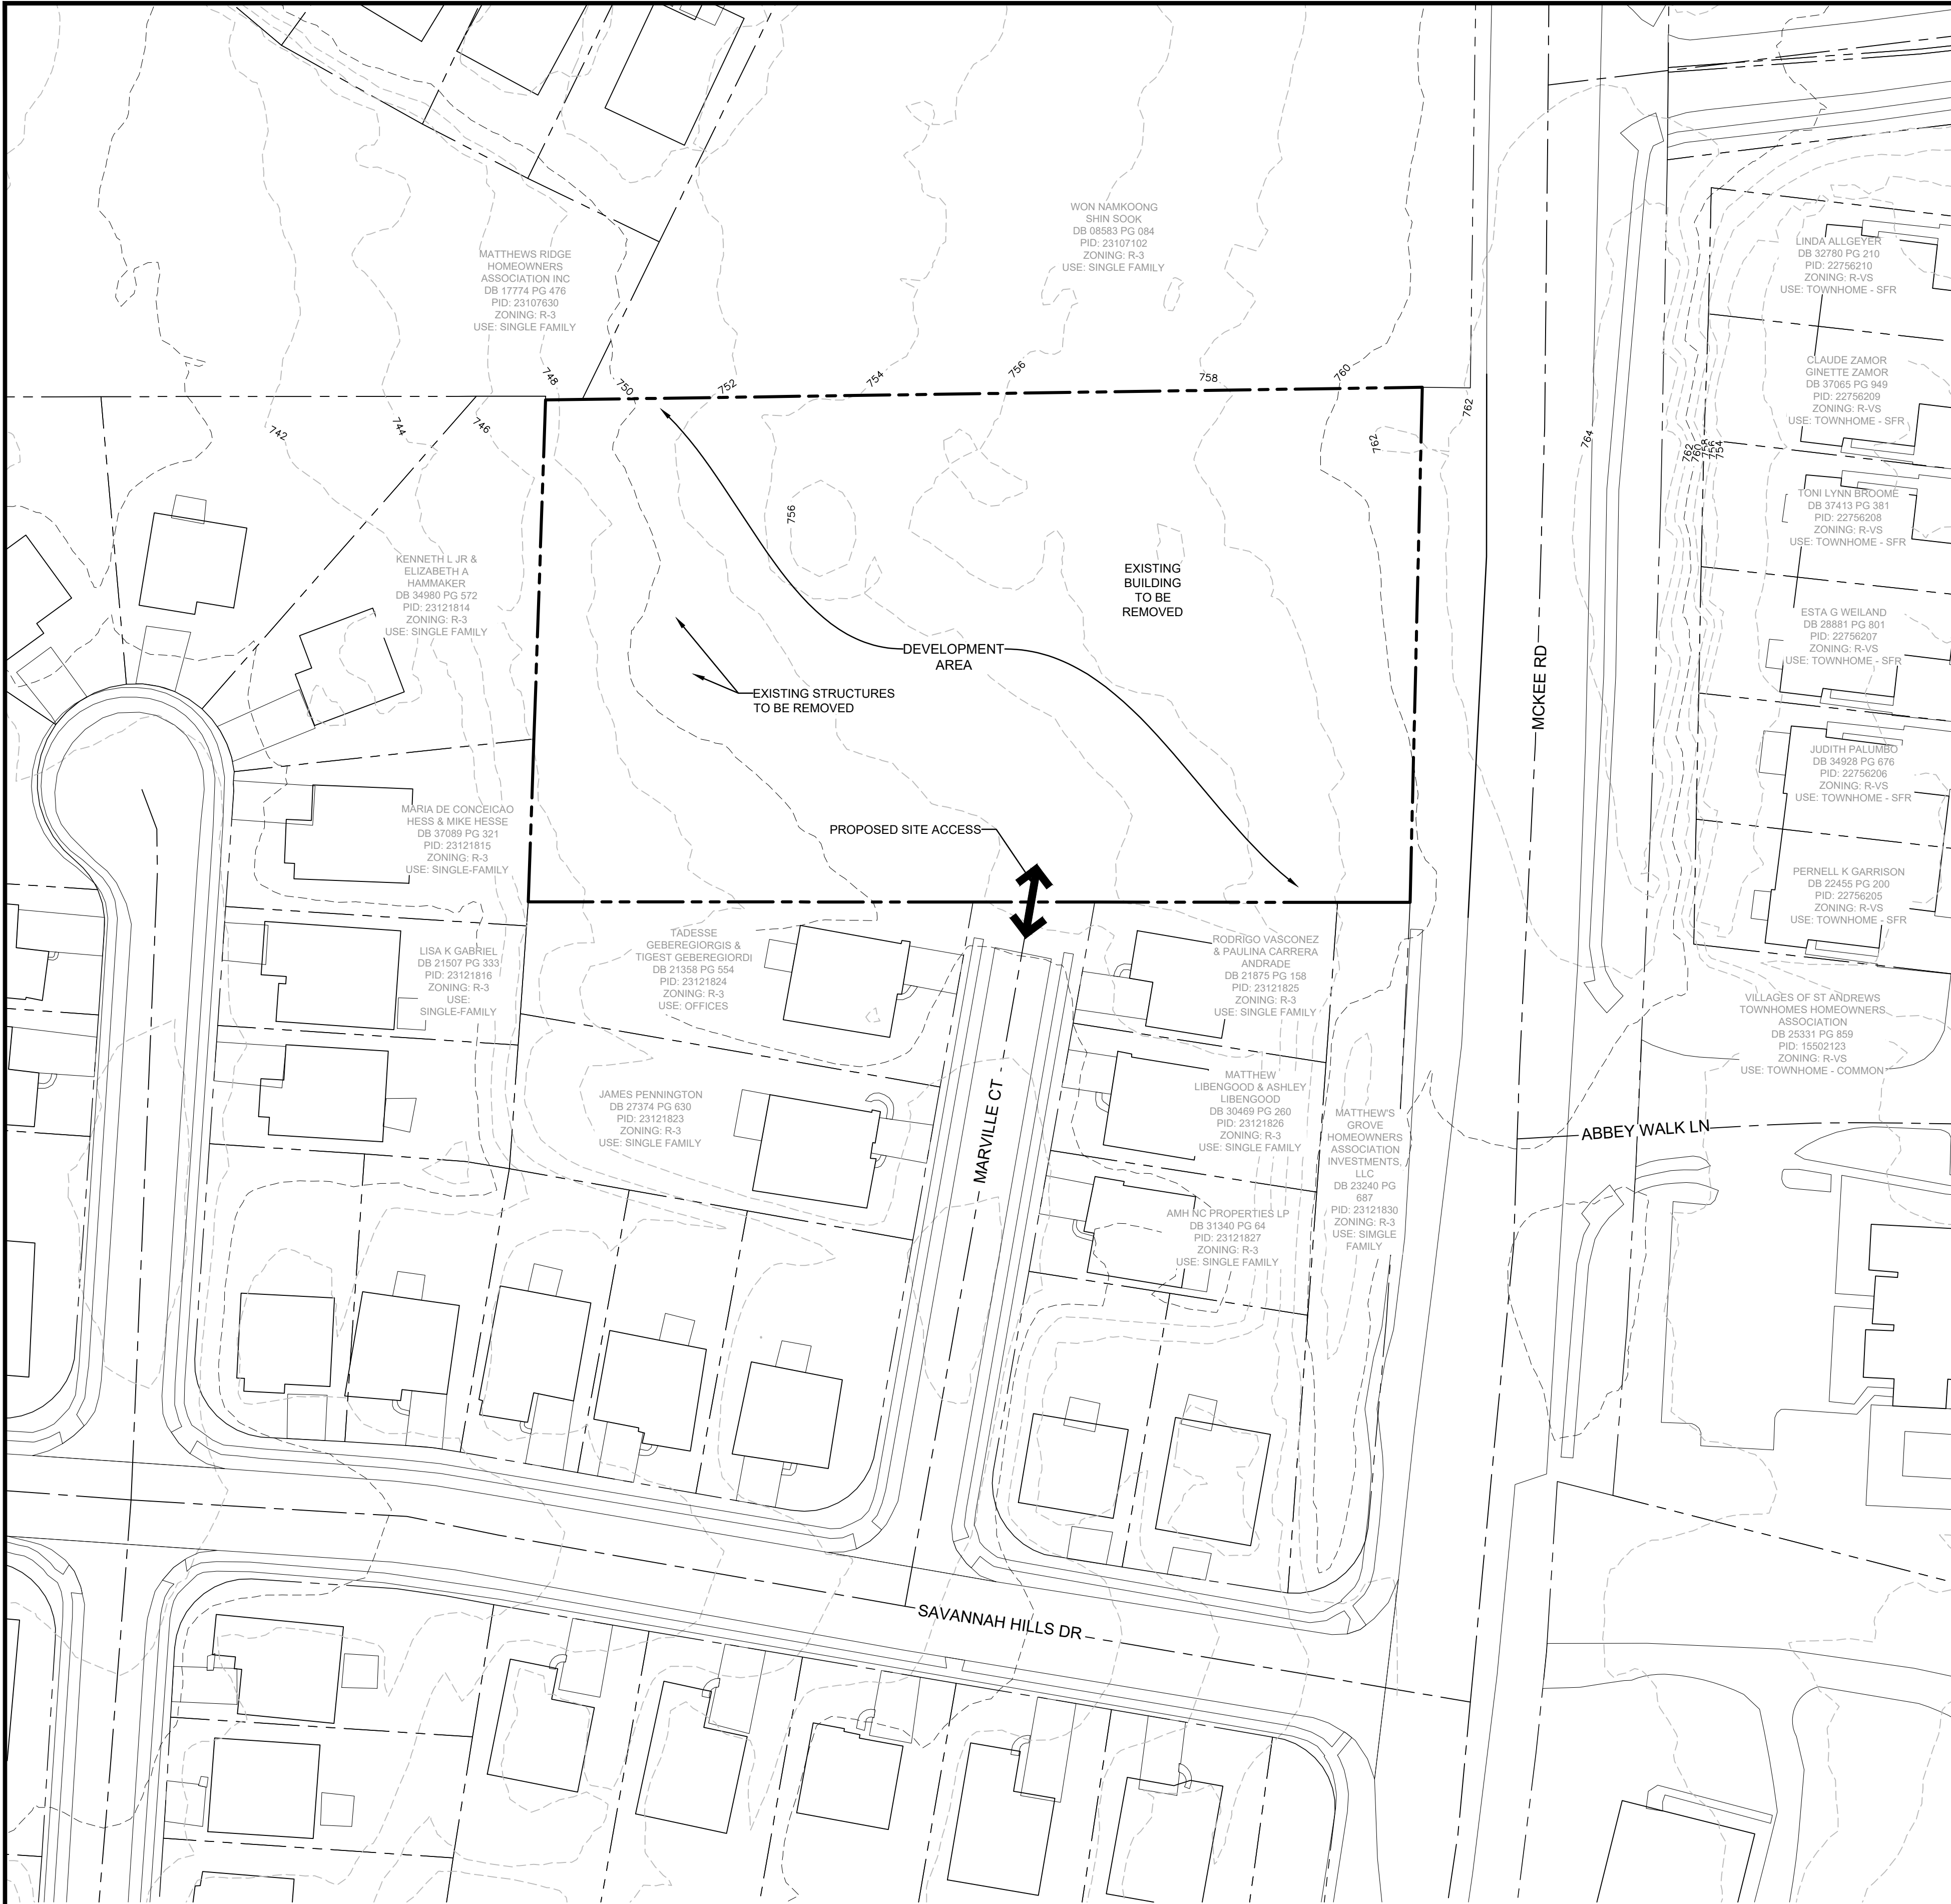 WON NAMKOONG
SHIN SOOK
DB 08583 PG 084
PID: 23107102
ZONING: R-3
USE: SINGLE FAMILY
MATTHEWS RIDGE
HOMEOWNERS
ASSOCIATION INC
DB 17774 PG 476
PID: 23107630
ZONING: R-3
USE: SINGLE FAMILY
LINDA ALLGEYER
DB 32780 PG 210
PID: 22756210
ZONING: R-VS
USE: TOWNHOME - SFR
CLAUDE ZAMOR
GINETTE ZAMOR
DB 37065 PG 949
PID: 22756209
ZONING: R-VS
USE: TOWNHOME - SFR
742
744
746
748
750
752
754
756
758
760
762
762
764
762
760
758
756
754
756
TONI LYNN BROOME
DB 37413 PG 381
PID: 22756208
ZONING: R-VS
USE: TOWNHOME - SFR
KENNETH L JR &
ELIZABETH A
HAMMAKER
DB 34980 PG 572
PID: 23121814
ZONING: R-3
USE: SINGLE FAMILY
EXISTING
BUILDING
TO BE
REMOVED
DEVELOPMENT
AREA
EXISTING STRUCTURES
TO BE REMOVED
MCKEE RD
ESTA G WEILAND
DB 28881 PG 801
PID: 22756207
ZONING: R-VS
USE: TOWNHOME - SFR
JUDITH PALUMBO
DB 34928 PG 676
PID: 22756206
ZONING: R-VS
USE: TOWNHOME - SFR
MARIA DE CONCEICAO
HESS & MIKE HESSE
DB 37089 PG 321
PID: 23121815
ZONING: R-3
USE: SINGLE-FAMILY
PROPOSED SITE ACCESS
PERNELL K GARRISON
DB 22455 PG 200
PID: 22756205
ZONING: R-VS
USE: TOWNHOME - SFR
LISA K GABRIEL
DB 21507 PG 333
PID: 23121816
ZONING: R-3
USE:
SINGLE-FAMILY
TADESSE
GEBEREGIORGIS &
TIGEST GEBEREGIORDI
DB 21358 PG 554
PID: 23121824
ZONING: R-3
USE: OFFICES
RODRIGO VASCONEZ
& PAULINA CARRERA
ANDRADE
DB 21875 PG 158
PID: 23121825
ZONING: R-3
USE: SINGLE FAMILY
VILLAGES OF ST ANDREWS
TOWNHOMES HOMEOWNERS
ASSOCIATION
DB 25331 PG 859
PID: 15502123
ZONING: R-VS
USE: TOWNHOME - COMMON
JAMES PENNINGTON
DB 27374 PG 630
PID: 23121823
ZONING: R-3
USE: SINGLE FAMILY
MARVILLE CT
MATTHEW
LIBENGOOD & ASHLEY
LIBENGOOD
DB 30469 PG 260
PID: 23121826
ZONING: R-3
USE: SINGLE FAMILY
MATTHEW'S
GROVE
HOMEOWNERS
ASSOCIATION
INVESTMENTS,
LLC
DB 23240 PG
687
PID: 23121830
ZONING: R-3
USE: SIMGLE
FAMILY
ABBEY WALK LN
AMH NC PROPERTIES LP
DB 31340 PG 64
PID: 23121827
ZONING: R-3
USE: SINGLE FAMILY
SAVANNAH HILLS DR